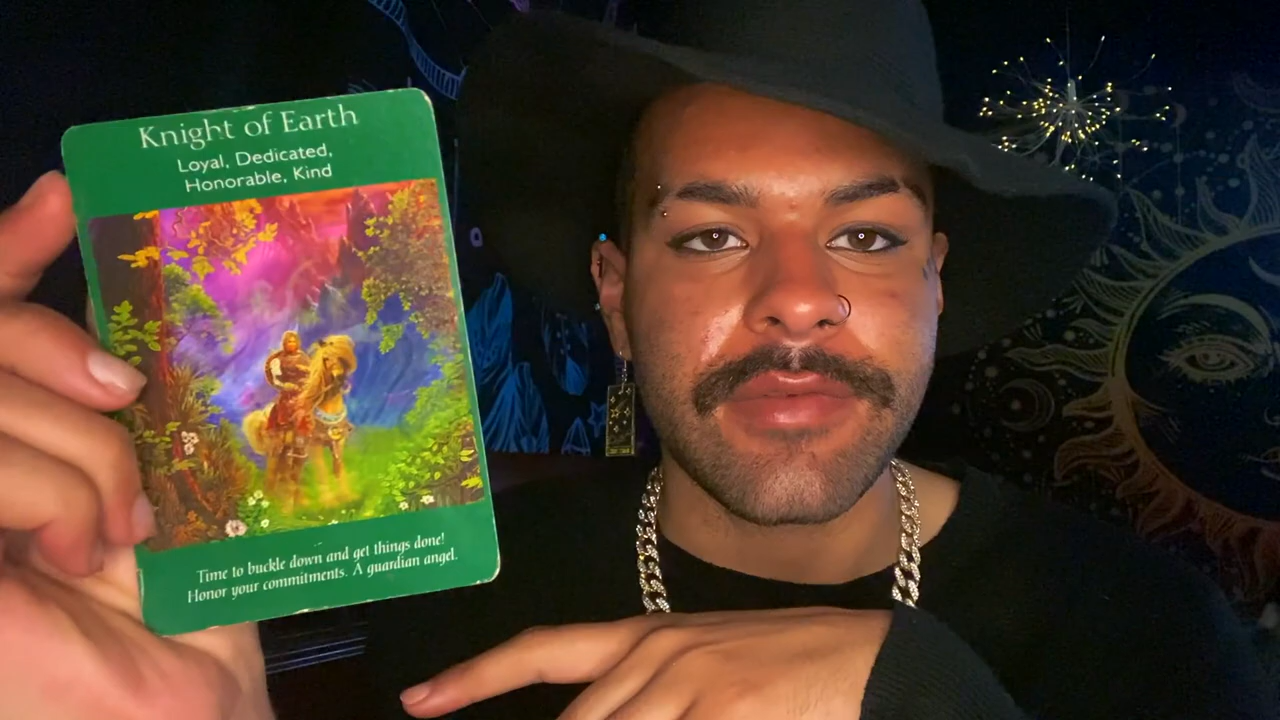 Knight of Earth
Loyal, Dedicated,
Honorable, Kind
Time to buckle down and get things done!
Honor your commitments. A guardian angel.